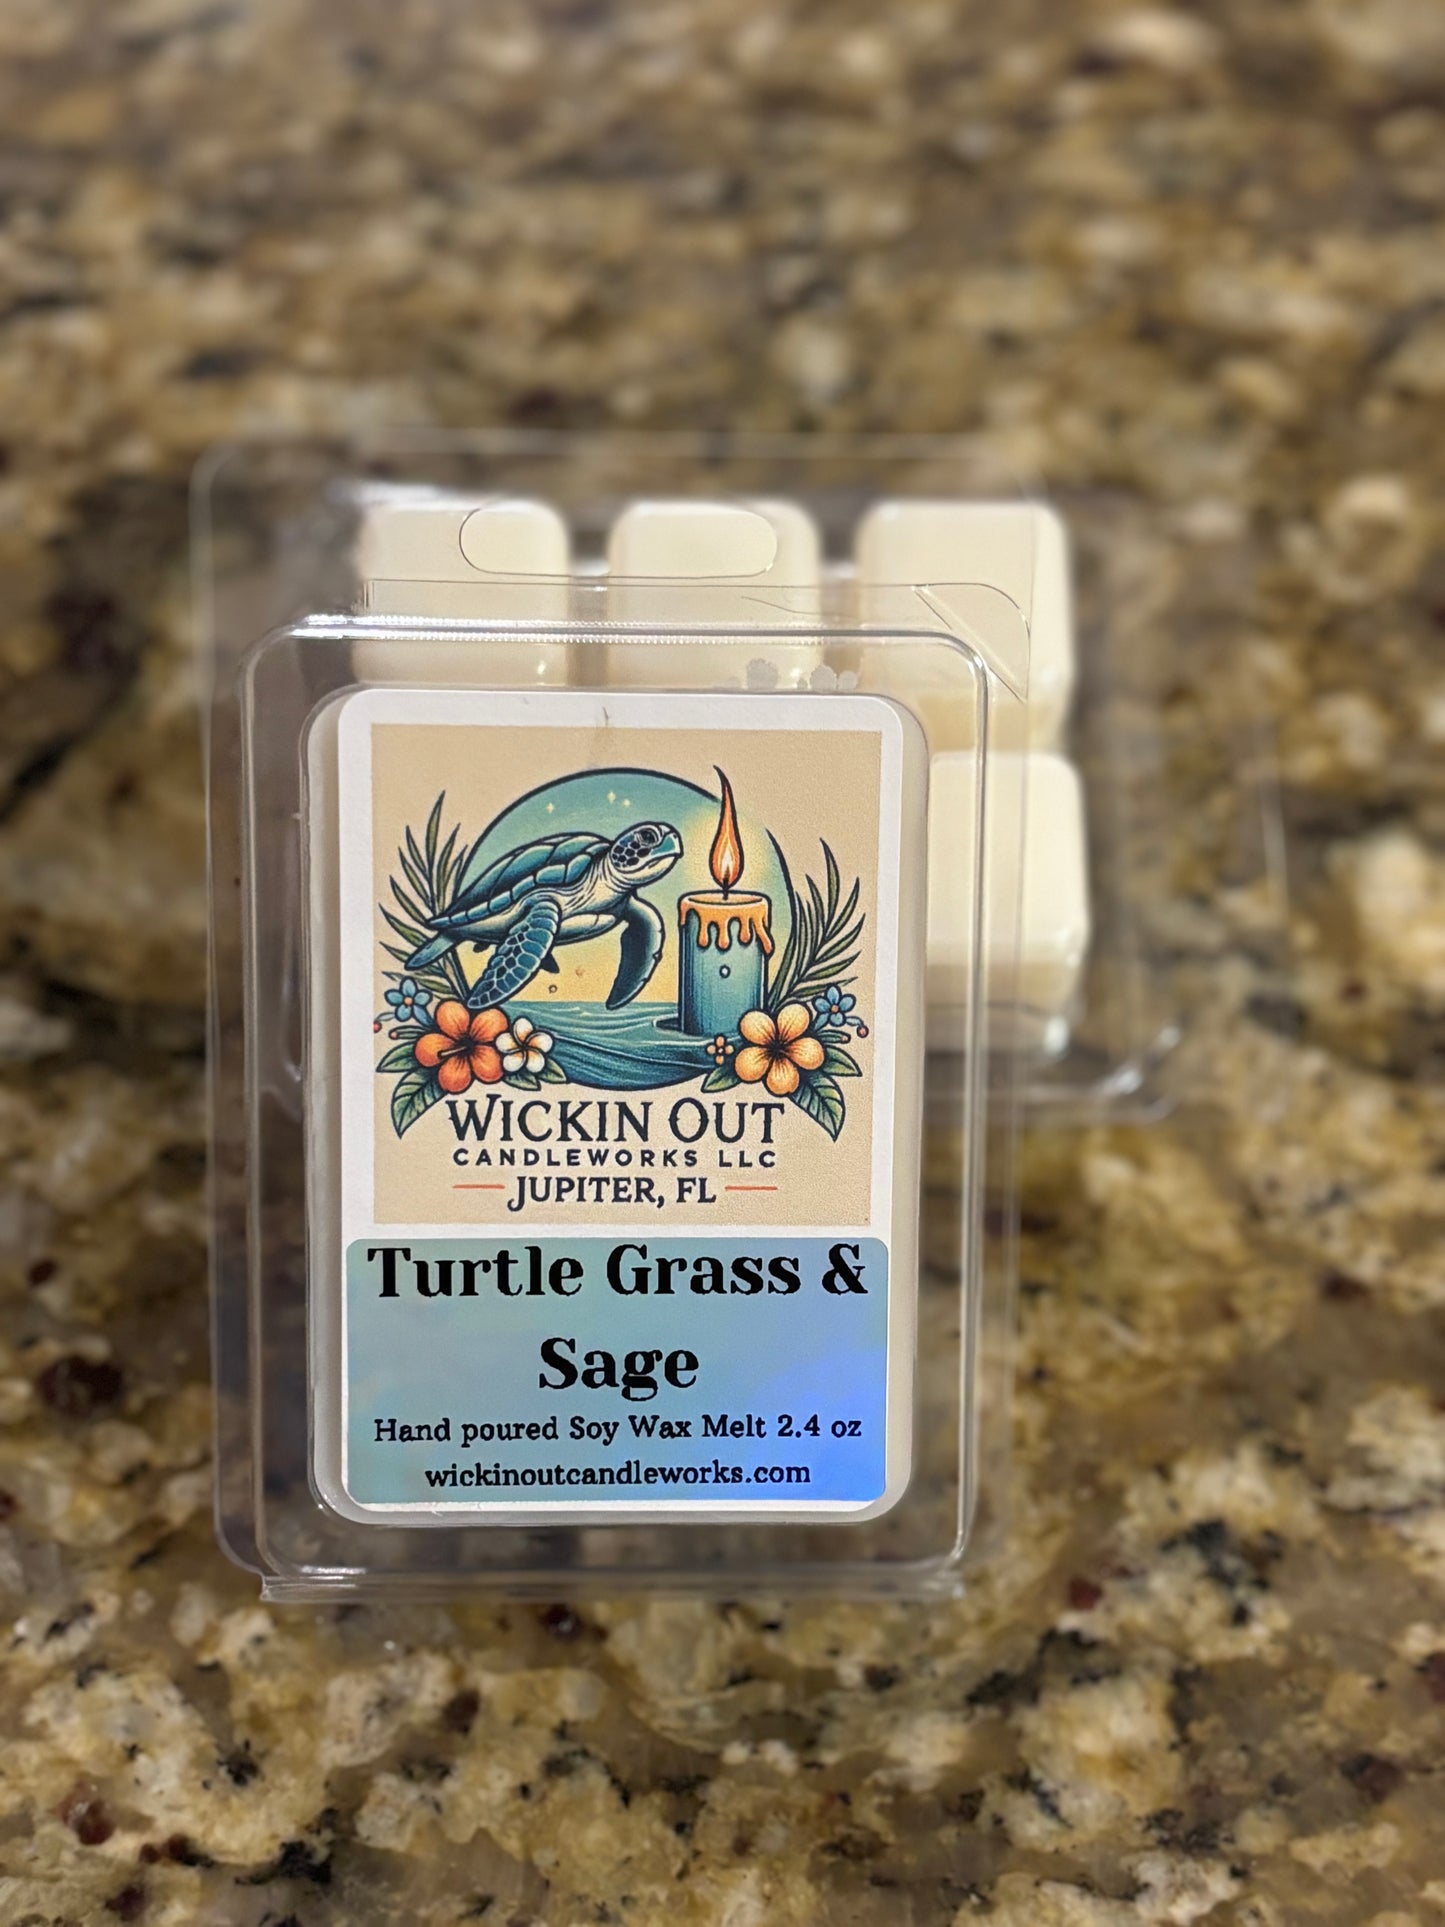 WICKIN OUT
CANDLEWORKS LLC
JUPITER, FL
Turtle Grass &
Sage
Hand poured Soy Wax Melt 2.4 oz
wickinoutcandleworks.com